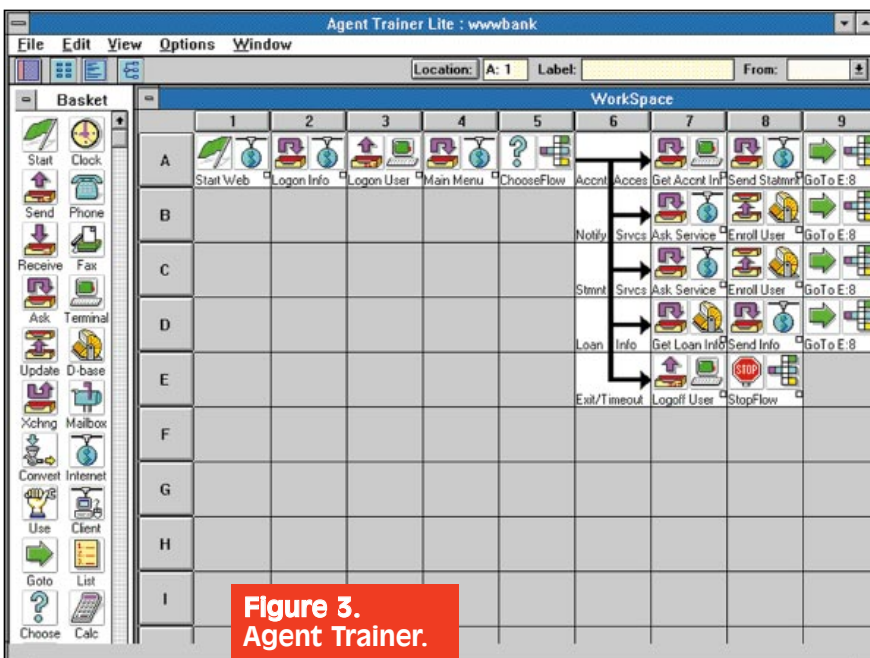 Agent Trainer Lite : wwwbank
File Edit View Options Window
Location: A: 1 Label: From:
Basket
WorkSpace
1 2 3 4 5 6 7 8 9
Start Clock
Send Phone
Receive Fax
Ask Terminal
Update D-base
Xchng Mailbox
Convert Internet
Use Client
Goto List
Choose Calc
A
Start Web Logon Info Logon User Main Menu ChooseFlow Accnt Acces Get Accnt Inf Send Statmnt GoTo E:8
B
Notify Srvcs Ask Service Enroll User GoTo E:8
C
Stmnt Srvcs Ask Service Enroll User GoTo E:8
D
Loan Info Get Loan Info Send Info GoTo E:8
E
STOP
Exit/Timeout Logoff User StopFlow
F
G
H
I
Figure 3.
Agent Trainer.